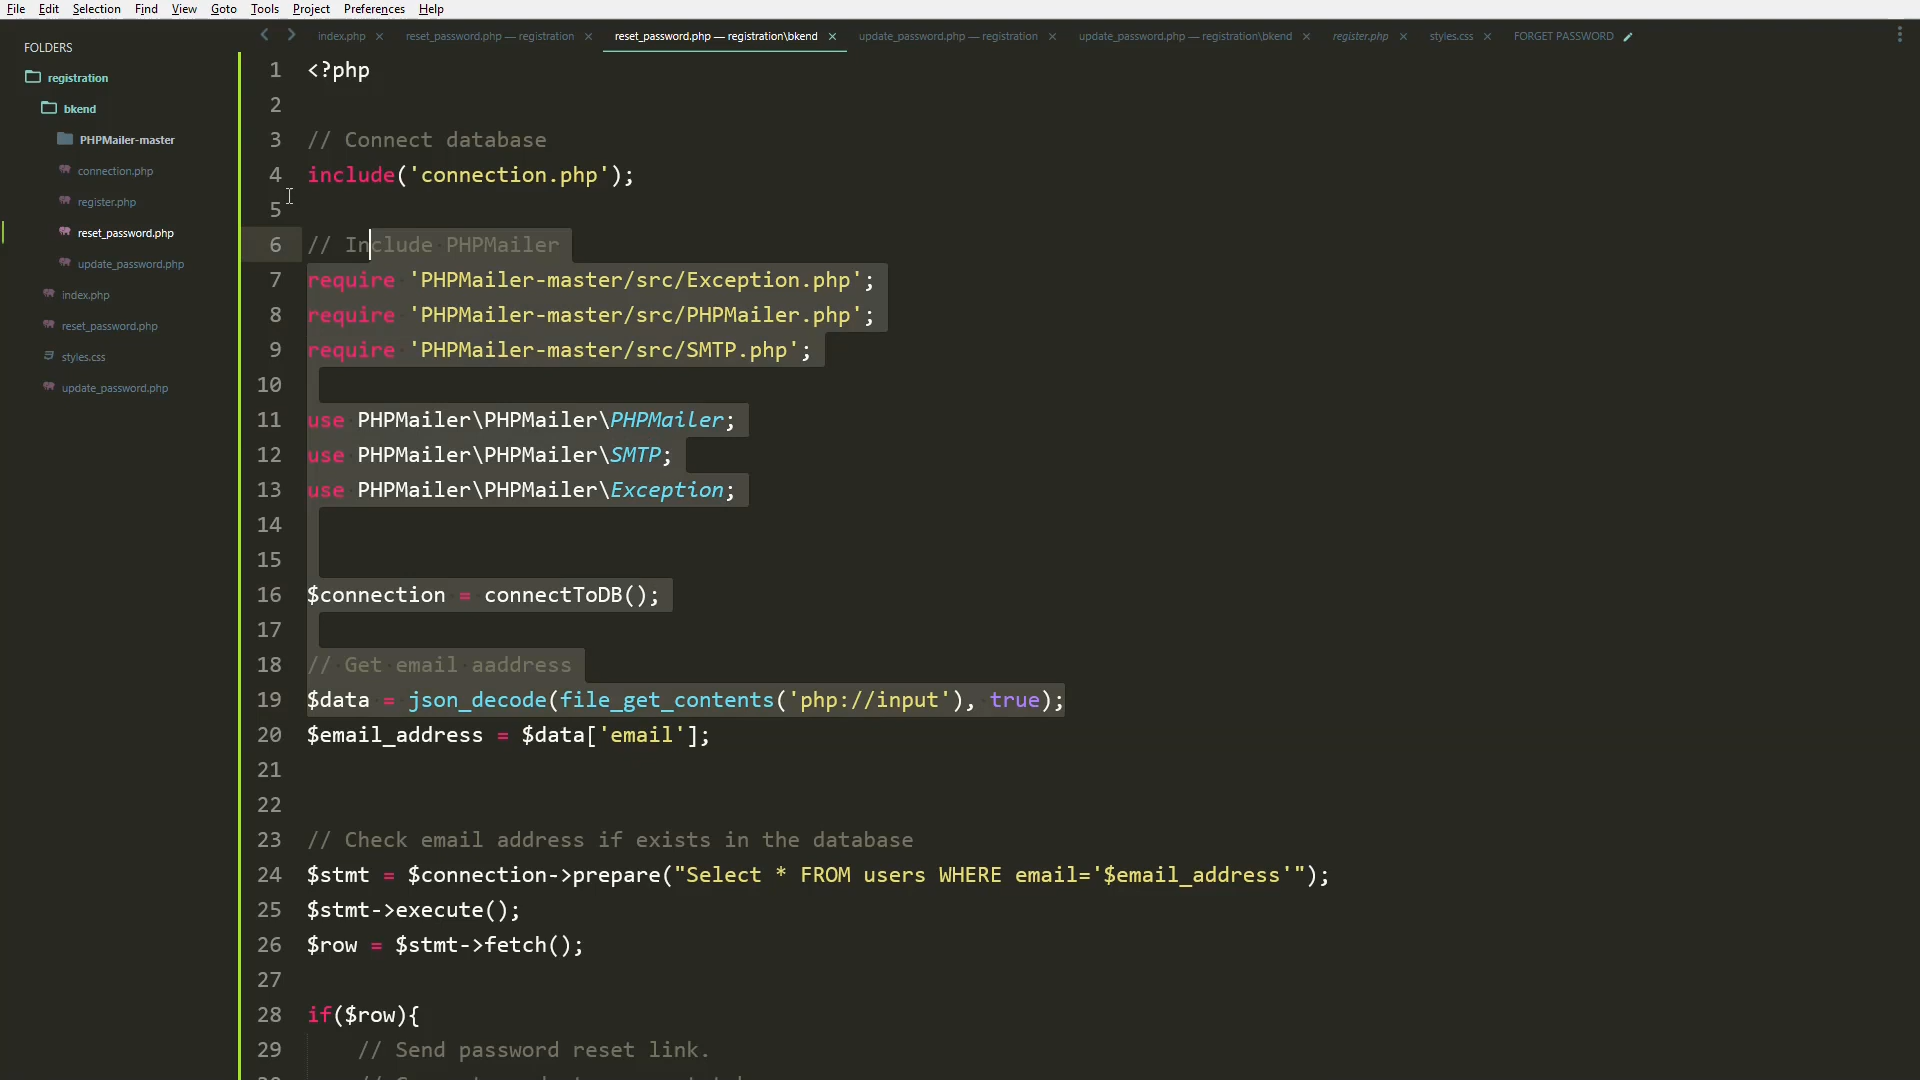 File Edit Selection Find View Goto Tools Project Preferences Help
FOLDERS
registration
bkend
PHPMailer-master
connection.php
register.php
reset_password.php
update_password.php
index.php
reset_password.php
styles.css
update_password.php
index.php reset_password.php — registration reset_password.php — registration\bkend update_password.php — registration update_password.php — registration\bkend register.php styles.css FORGET PASSWORD
1 <?php
2
3 // Connect database
4 include('connection.php');
5
6 // Include PHPMailer
7 require 'PHPMailer-master/src/Exception.php';
8 require 'PHPMailer-master/src/PHPMailer.php';
9 require 'PHPMailer-master/src/SMTP.php';
10
11 use PHPMailer\PHPMailer\PHPMailer;
12 use PHPMailer\PHPMailer\SMTP;
13 use PHPMailer\PHPMailer\Exception;
14
15
16 $connection = connectToDB();
17
18 // Get email aaddress
19 $data = json_decode(file_get_contents('php://input'), true);
20 $email_address = $data['email'];
21
22
23 // Check email address if exists in the database
24 $stmt = $connection->prepare("Select * FROM users WHERE email='$email_address'");
25 $stmt->execute();
26 $row = $stmt->fetch();
27
28 if($row){
29 // Send password reset link.